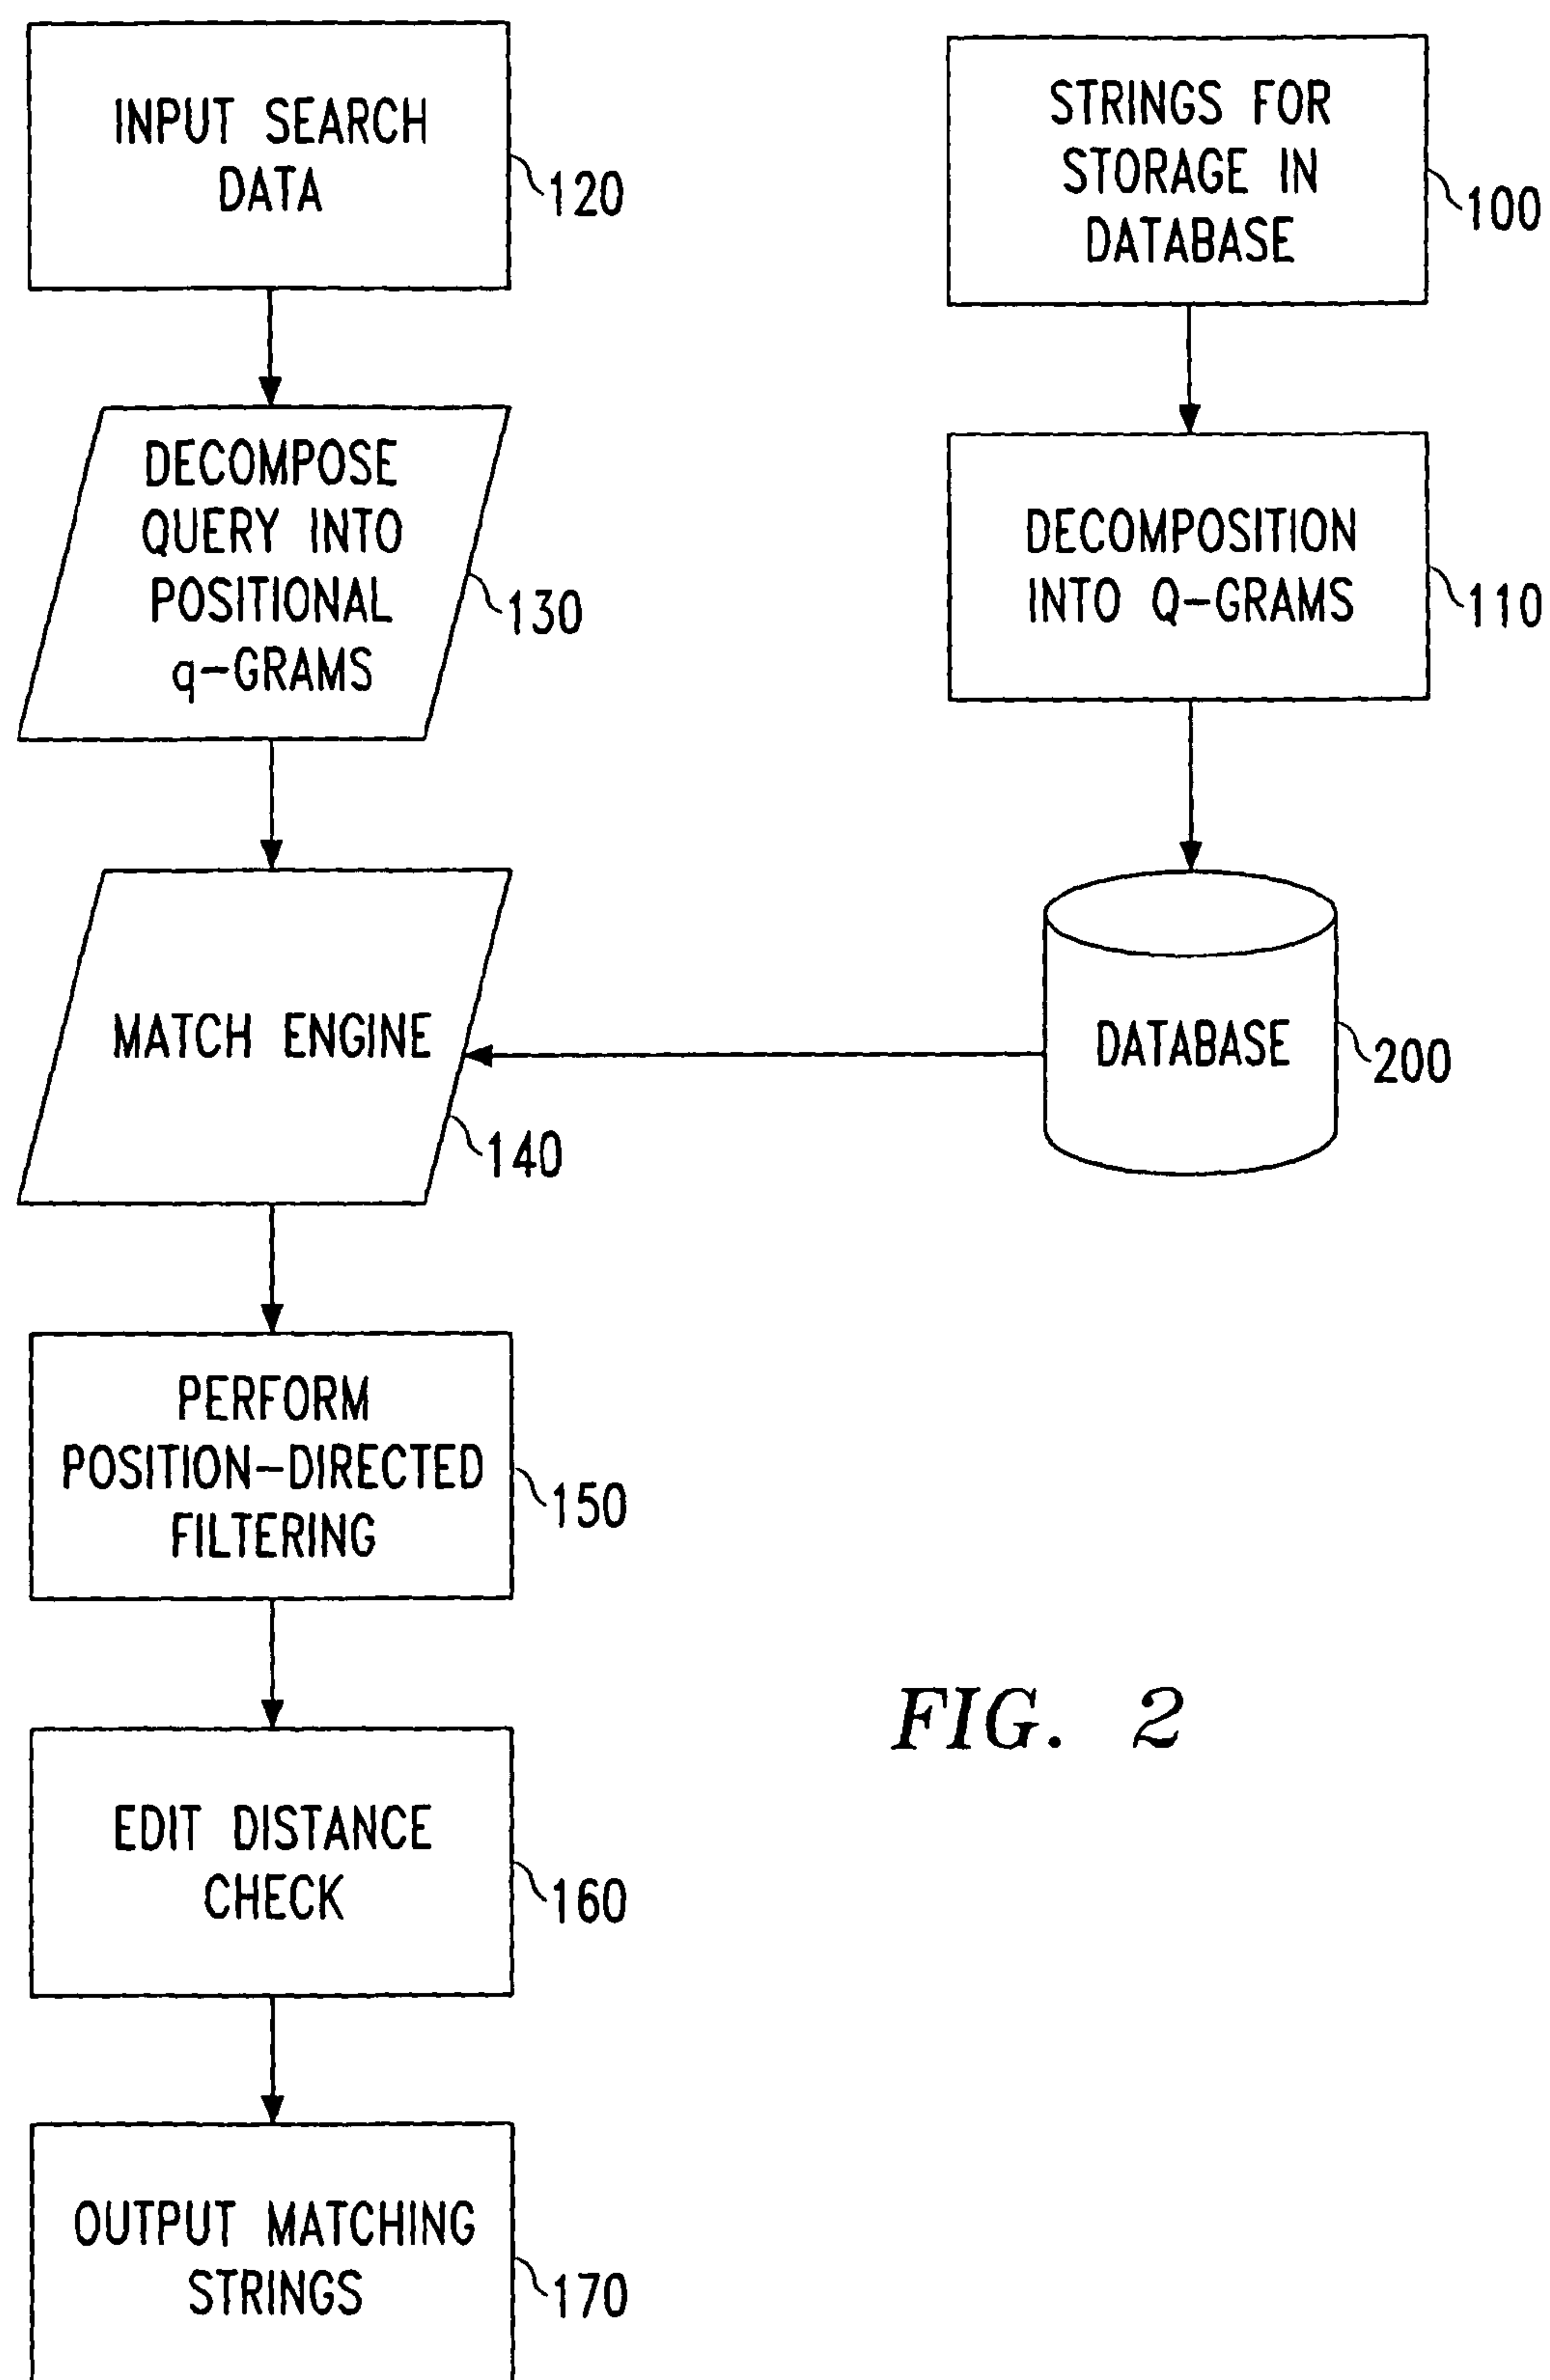 INPUT SEARCH
DATA
120
STRINGS FOR
STORAGE IN
DATABASE
100
DECOMPOSE
QUERY INTO
POSITIONAL
q-GRAMS
130
DECOMPOSITION
INTO Q-GRAMS
110
MATCH ENGINE
140
DATABASE
200
PERFORM
POSITION-DIRECTED
FILTERING
150
EDIT DISTANCE
CHECK
160
OUTPUT MATCHING
STRINGS
170
FIG. 2